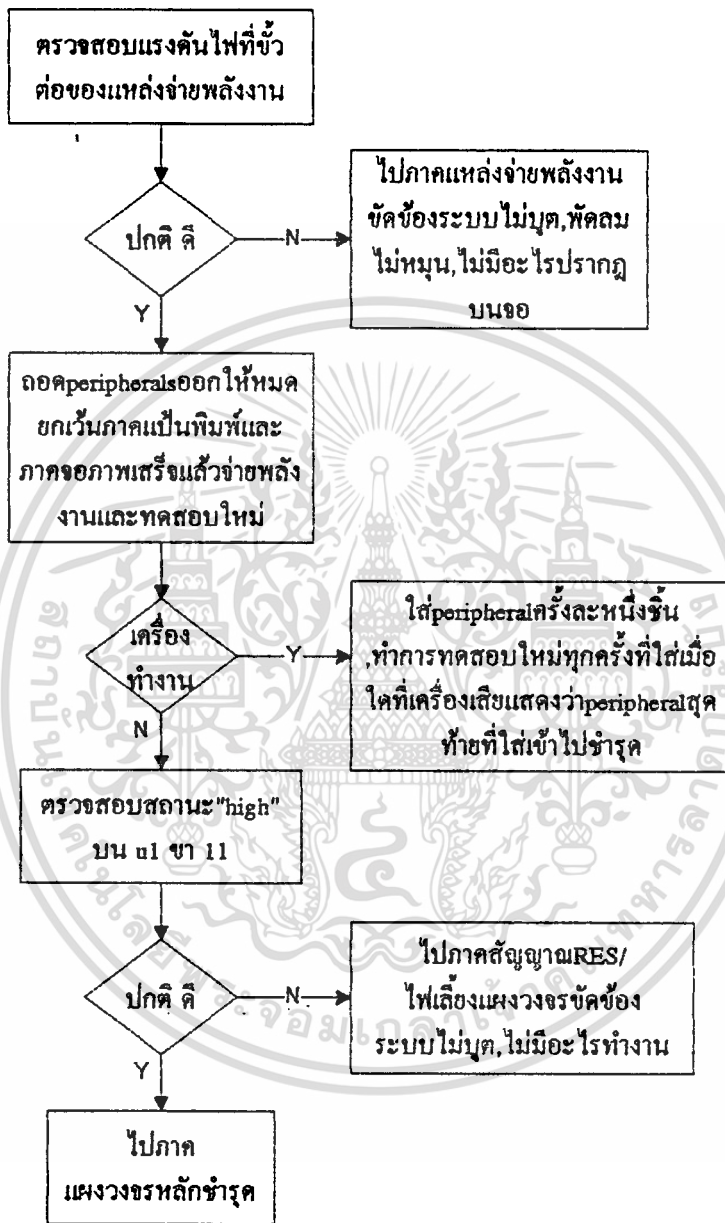 ตรวจสอบแรงดันไฟที่ขั้ว
ต่อของแหล่งจ่ายพลังงาน
ปกติ ดี
N
Y
ไปภาคแหล่งจ่ายพลังงาน
ขัดข้องระบบไม่บูต,พัดลม
ไม่หมุน,ไม่มีอะไรปรากฎ
บนจอ
ถอดperipheralsออกให้หมด
ยกเว้นภาคแป้นพิมพ์และ
ภาคจอภาพเสร็จแล้วจ่ายพลัง
งานและทดสอบใหม่
เครื่อง
ทำงาน
Y
N
ใส่peripheralครั้งละหนึ่งชิ้น
,ทำการทดสอบใหม่ทุกครั้งที่ใส่เมื่อ
ใดที่เครื่องเสียแสดงว่าperipheralสุด
ท้ายที่ใส่เข้าไปชำรุด
ตรวจสอบสถานะ"high"
บน u1 ขา 11
ปกติ ดี
N
Y
ไปภาคสัญญาณRES/
ไฟเลี้ยงแผงวงจรขัดข้อง
ระบบไม่บูต,ไม่มีอะไรทำงาน
ไปภาค
แผงวงจรหลักชำรุด